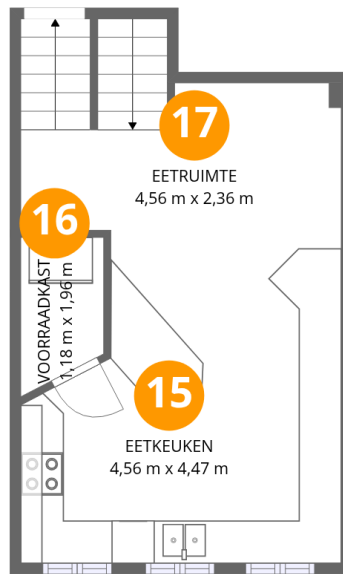 17
EETRUIMTE
4,56 m x 2,36 m
16
VOORRAADKAST
1,18 m x 1,96 m
15
EETKEUKEN
4,56 m x 4,47 m